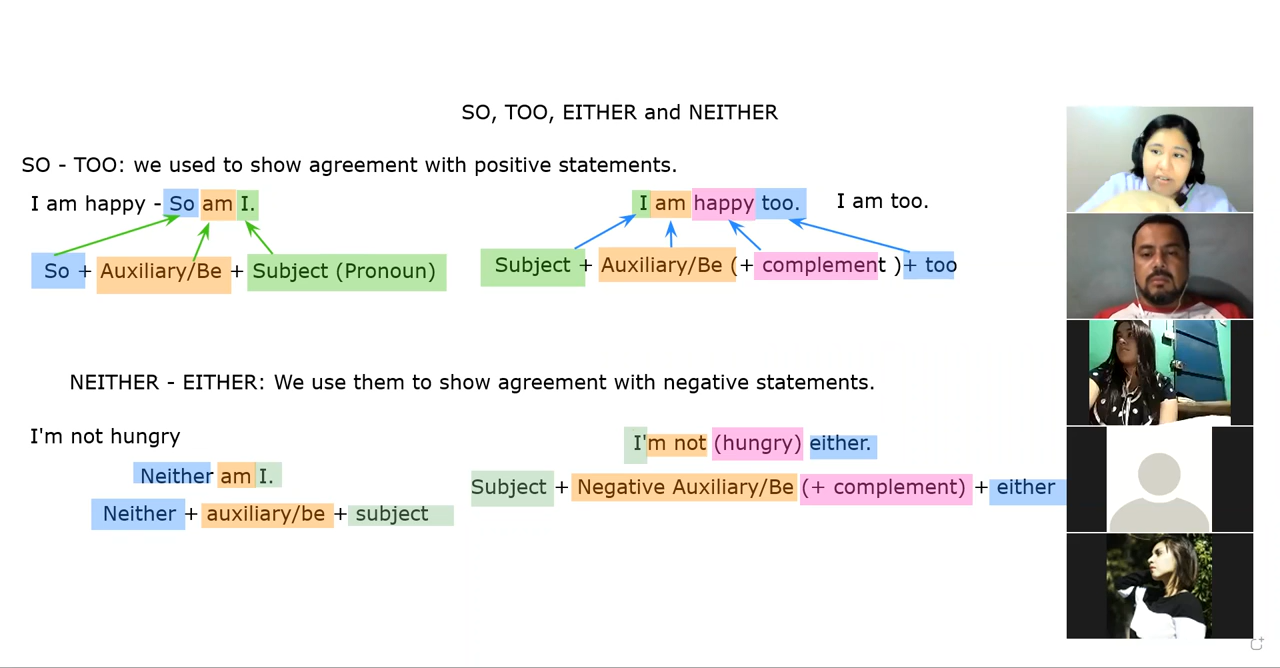 SO, TOO, EITHER and NEITHER
SO - TOO: we used to show agreement with positive statements.
I am happy - So am I.
I am happy too.
I am too.
So + Auxiliary/Be + Subject (Pronoun)
Subject + Auxiliary/Be (+ complement )+ too
NEITHER - EITHER: We use them to show agreement with negative statements.
I'm not hungry
I'm not (hungry) either.
Neither am I.
Subject + Negative Auxiliary/Be (+ complement) + either
Neither + auxiliary/be + subject